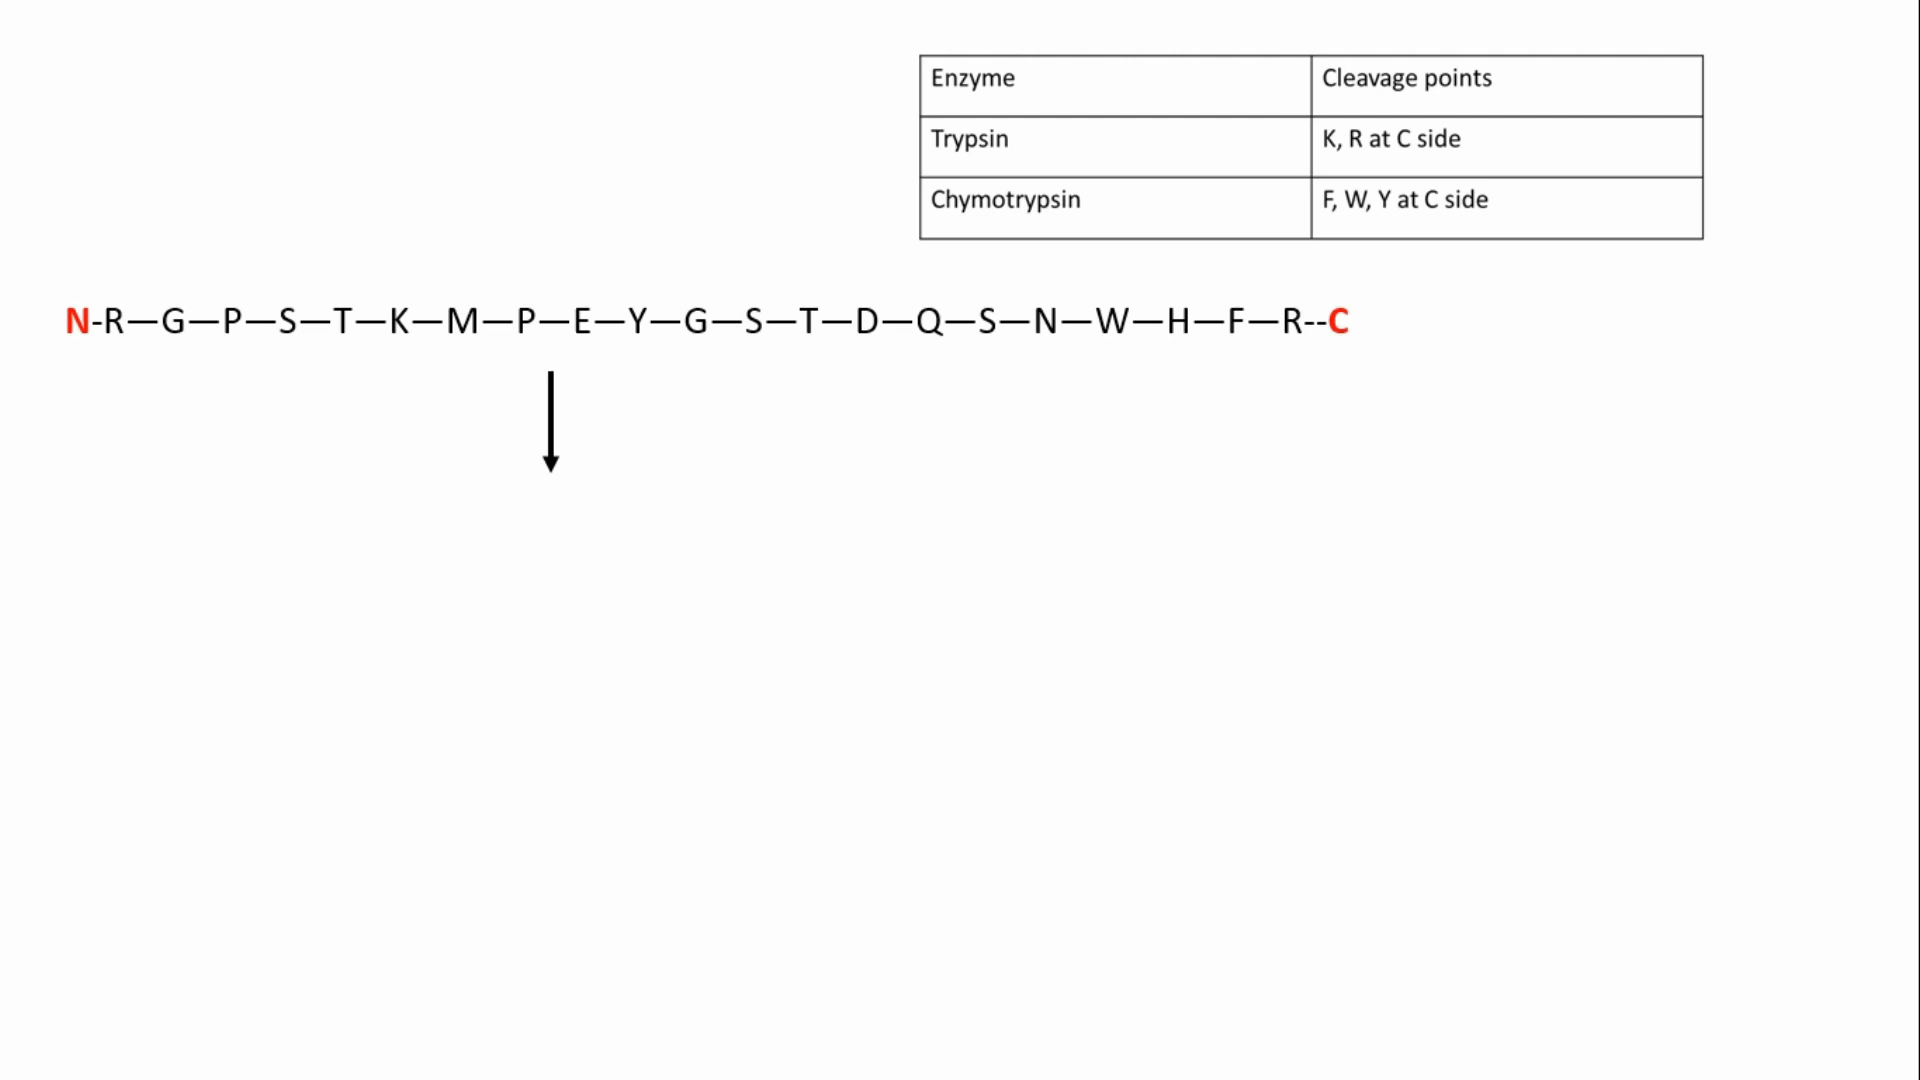 Enzyme Cleavage points
Trypsin K, R at C side
Chymotrypsin F, W, Y at C side
N-R—G—P—S—T—K—M—P—E—Y—G—S—T—D—Q—S—N—W—H—F—R--C